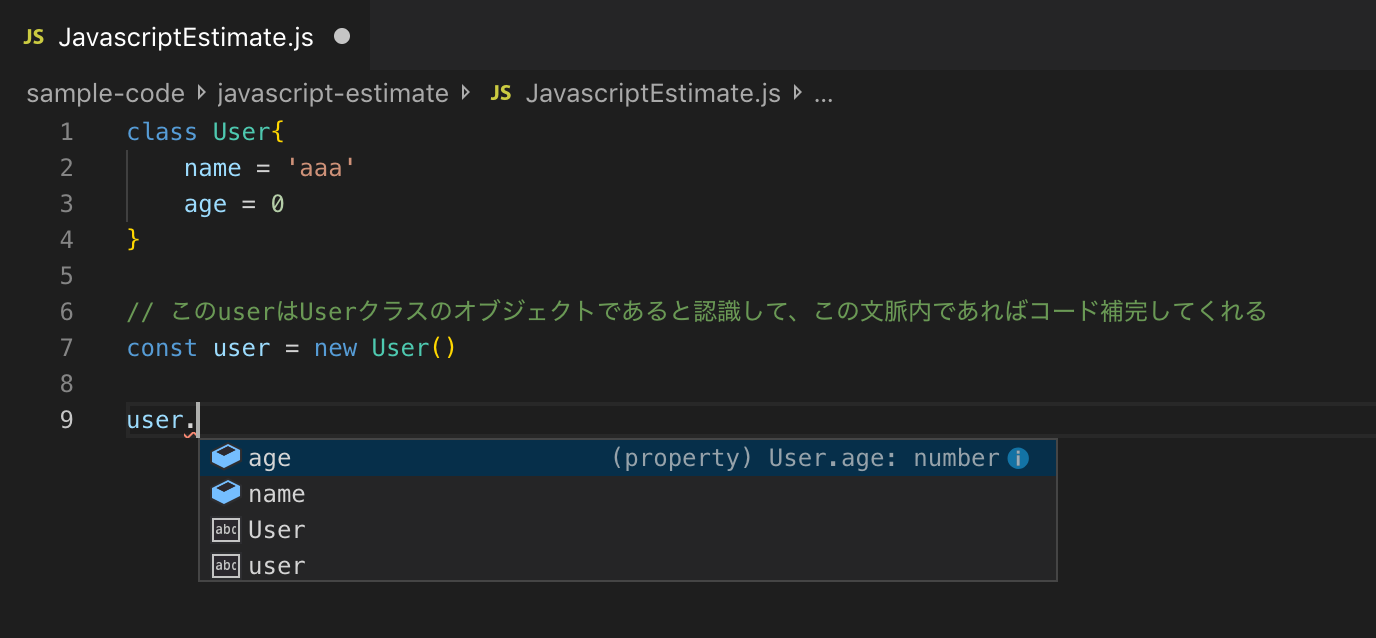 JS JavascriptEstimate.js
sample-code javascript-estimate JS JavascriptEstimate.js ...
1 class User{
2 name = 'aaa'
3 age = 0
4 }
5
6 // このuserはUserクラスのオブジェクトであると認識して、この文脈内であればコード補完してくれる
7 const user = new User()
8
9 user.
age (property) User.age: number i
name
abc User
abc user